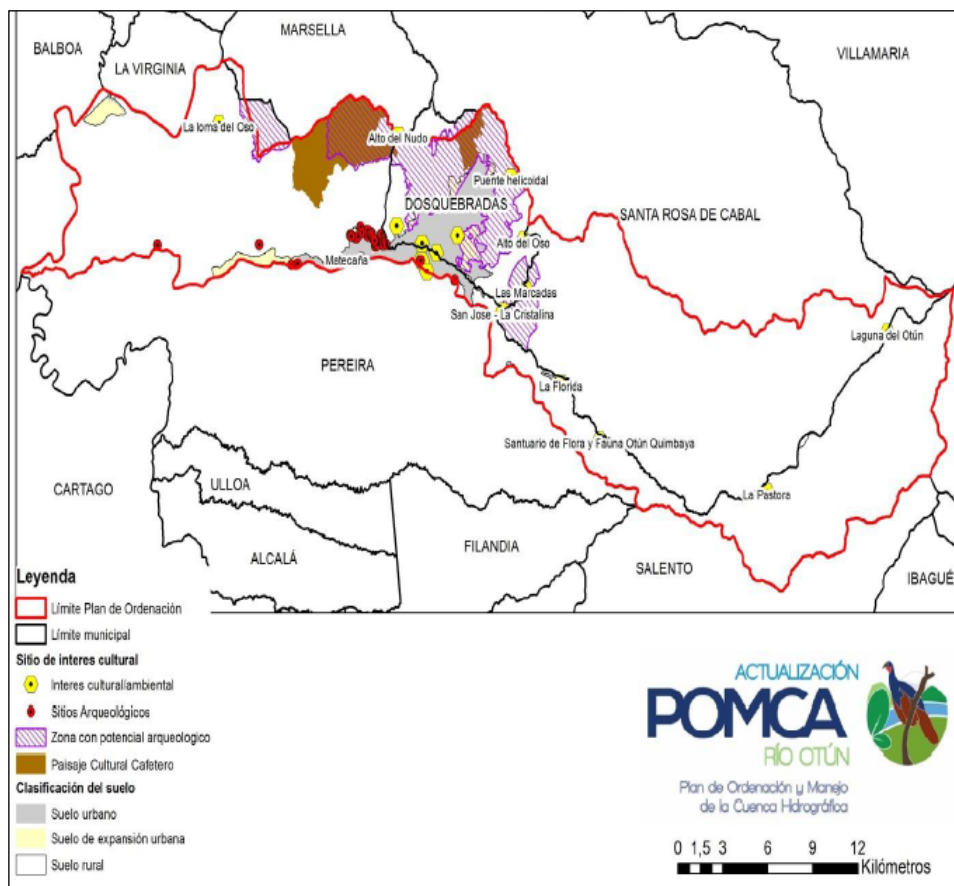 MARSELLA
BALBOA
VILLAMARIA
LA VIRGINIA
La loma del Oso
Alto del Nudo
Puente helicoidal
DOSQUEBRADAS
SANTA ROSA DE CABAL
Alto del Oso
Matecaña
Las Marcadas
San Jose - La Cristalina
Laguna del Otún
PEREIRA
La Florida
Santuario de Flora y Fauna Otún Quimbaya
CARTAGO
ULLOA
La Pastora
ALCALÁ
FILANDIA
SALENTO
IBAGUÉ
Leyenda
Límite Plan de Ordenación
Límite municipal
Sitio de interes cultural
Interes cultural/ambiental
Sitios Arqueológicos
Zona con potencial arqueologico
Paisaje Cultural Cafetero
Clasificación del suelo
Suelo urbano
Suelo de expansión urbana
Suelo rural
ACTUALIZACIÓN
POMCA
RÍO OTÚN
Plan de Ordenación y Manejo
de la Cuenca Hidrográfica
0 1,5 3 6 9 12
Kilómetros